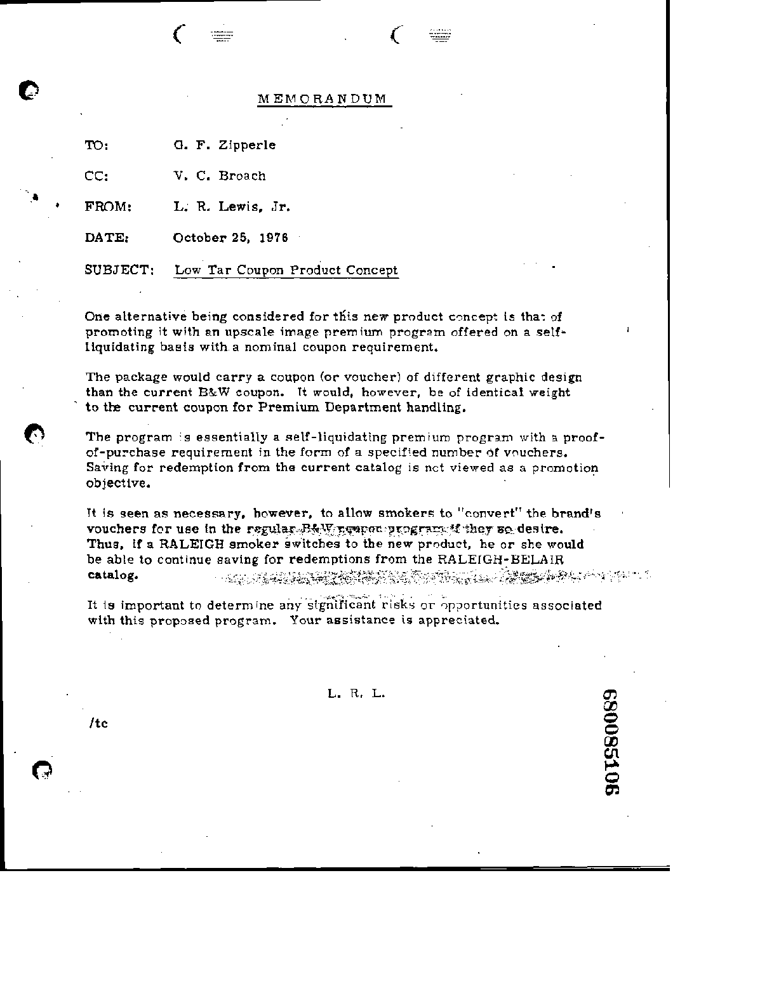 MEMORANDUM
TO: G. F. Zipperle
CC: V. C. Broach
FROM: L. R. Lewis, Jr.
DATE: October 25, 1976
SUBJECT: Low Tar Coupon Product Concept
One alternative being considered for this new product concept is that of
promoting it with an upscale image premium program offered on a self-
liquidating basis with a nominal coupon requirement.
The package would carry a coupon (or voucher) of different graphic design
than the current B&W coupon. It would, however, be of identical weight
to the current coupon for Premium Department handling.
The program is essentially a self-liquidating premium program with a proof-
of-purchase requirement in the form of a specified number of vouchers.
Saving for redemption from the current catalog is not viewed as a promotion
objective.
It is seen as necessary, however, to allow smokers to "convert" the brand's
vouchers for use in the regular B&W coupon program if they so desire.
Thus, if a RALEIGH smoker switches to the new product, he or she would
be able to continue saving for redemptions from the RALEIGH-BELAIR
catalog.
It is important to determine any significant risks or opportunities associated
with this proposed program. Your assistance is appreciated.
L. R. L.
/tc
680085106